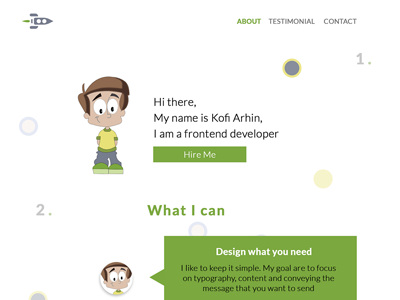 ABOUT TESTIMONIAL CONTACT
1.
Hi there,
My name is Kofi Arhin,
I am a frontend developer
Hire Me
2.
What I can
Design what you need
I like to keep it simple. My goal are to focus
on typography, content and conveying the
message that you want to send